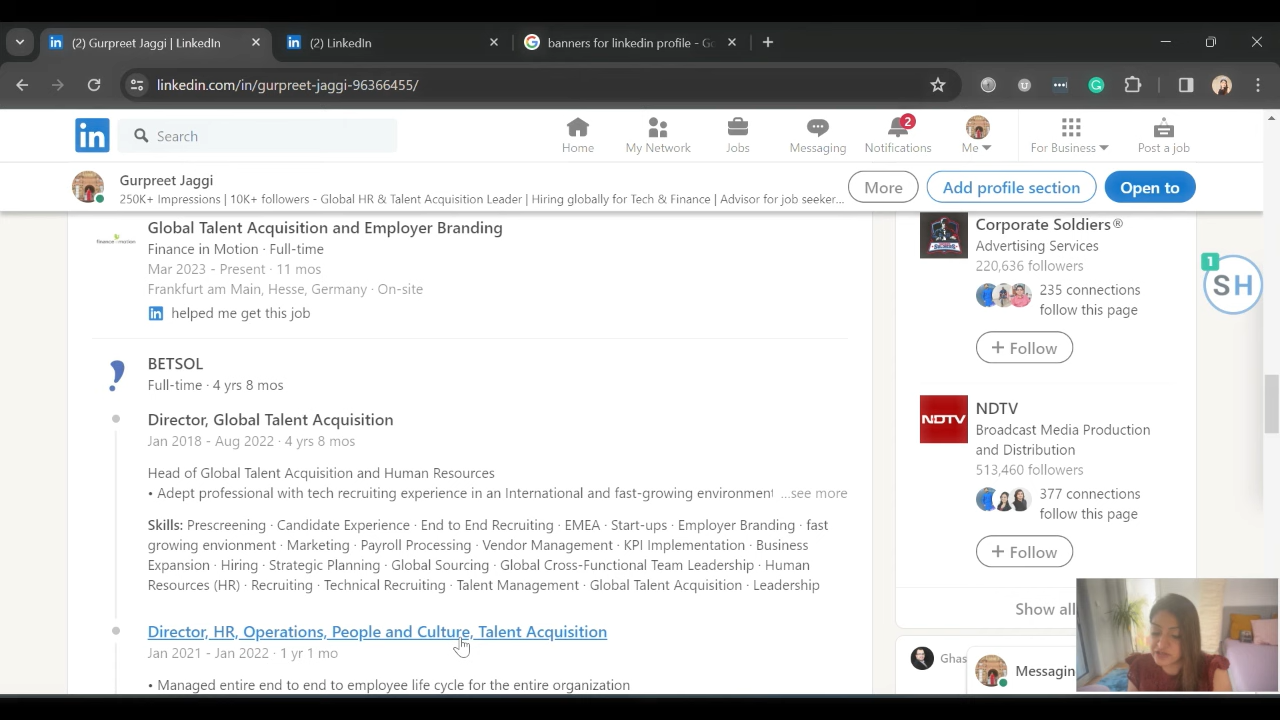 (2) Gurpreet Jaggi | LinkedIn
(2) LinkedIn
banners for linkedin profile - Go
linkedin.com/in/gurpreet-jaggi-96366455/
in
Search
Home
My Network
Jobs
Messaging
2
Notifications
Me
For Business
Post a job
Gurpreet Jaggi
250K+ Impressions | 10K+ followers - Global HR & Talent Acquisition Leader | Hiring globally for Tech & Finance | Advisor for job seeker...
More
Add profile section
Open to
Global Talent Acquisition and Employer Branding
Finance in Motion · Full-time
Mar 2023 - Present · 11 mos
Frankfurt am Main, Hesse, Germany · On-site
in helped me get this job
BETSOL
Full-time · 4 yrs 8 mos
Director, Global Talent Acquisition
Jan 2018 - Aug 2022 · 4 yrs 8 mos
Head of Global Talent Acquisition and Human Resources
• Adept professional with tech recruiting experience in an International and fast-growing environment ...see more
Skills: Prescreening · Candidate Experience · End to End Recruiting · EMEA · Start-ups · Employer Branding · fast
growing envionment · Marketing · Payroll Processing · Vendor Management · KPI Implementation · Business
Expansion · Hiring · Strategic Planning · Global Sourcing · Global Cross-Functional Team Leadership · Human
Resources (HR) · Recruiting · Technical Recruiting · Talent Management · Global Talent Acquisition · Leadership
Director, HR, Operations, People and Culture, Talent Acquisition
Jan 2021 - Jan 2022 · 1 yr 1 mo
• Managed entire end to end to employee life cycle for the entire organization
Corporate Soldiers®
Advertising Services
220,636 followers
235 connections
follow this page
+ Follow
NDTV
NDTV
Broadcast Media Production
and Distribution
513,460 followers
377 connections
follow this page
+ Follow
Show all
Ghas
Messagin
1
SH